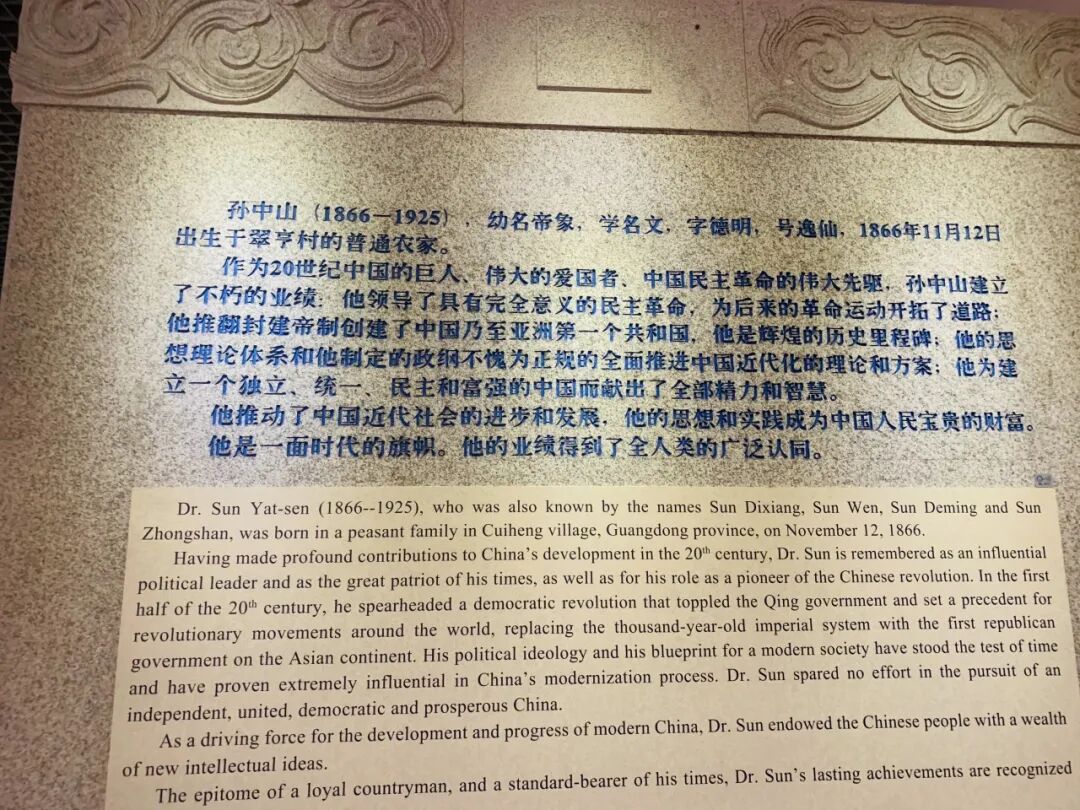 孙中山（1866－1925），幼名帝象，学名文，字德明，号逸仙，1866年11月12日
出生于翠亨村的普通农家。
作为20世纪中国的巨人、伟大的爱国者、中国民主革命的伟大先驱，孙中山建立
了不朽的业绩：他领导了具有完全意义的民主革命，为后来的革命运动开拓了道路；
他推翻封建帝制创建了中国乃至亚洲第一个共和国，他是辉煌的历史里程碑；他的思
想理论体系和他制定的政纲不愧为正规的全面推进中国近代化的理论和方案；他为建
立一个独立、统一、民主和富强的中国而献出了全部精力和智慧。
他推动了中国近代社会的进步和发展，他的思想和实践成为中国人民宝贵的财富。
他是一面时代的旗帜。他的业绩得到了全人类的广泛认同。
Dr. Sun Yat-sen (1866--1925), who was also known by the names Sun Dixiang, Sun Wen, Sun Deming and Sun
Zhongshan, was born in a peasant family in Cuiheng village, Guangdong province, on November 12, 1866.
Having made profound contributions to China's development in the 20th century, Dr. Sun is remembered as an influential
political leader and as the great patriot of his times, as well as for his role as a pioneer of the Chinese revolution. In the first
half of the 20th century, he spearheaded a democratic revolution that toppled the Qing government and set a precedent for
revolutionary movements around the world, replacing the thousand-year-old imperial system with the first republican
government on the Asian continent. His political ideology and his blueprint for a modern society have stood the test of time
and have proven extremely influential in China's modernization process. Dr. Sun spared no effort in the pursuit of an
independent, united, democratic and prosperous China.
As a driving force for the development and progress of modern China, Dr. Sun endowed the Chinese people with a wealth
of new intellectual ideas.
The epitome of a loyal countryman, and a standard-bearer of his times, Dr. Sun's lasting achievements are recognized